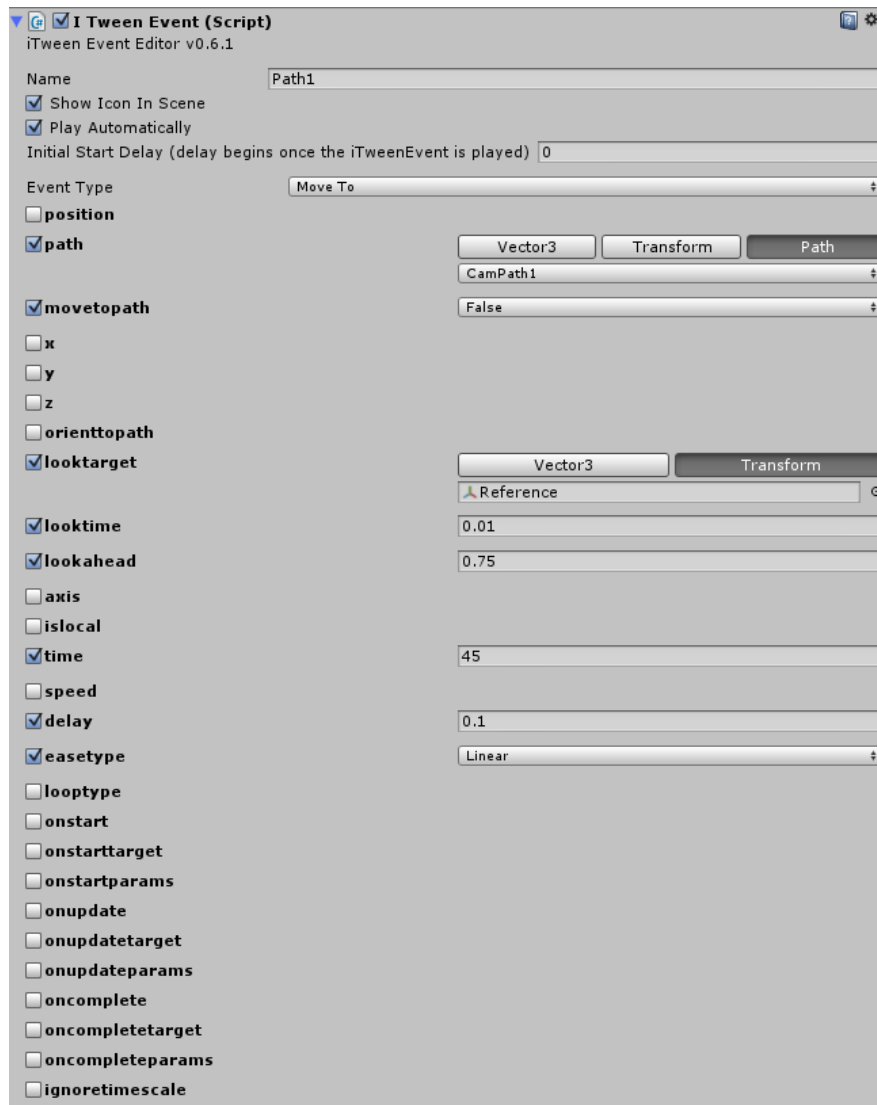 I Tween Event (Script)
iTween Event Editor v0.6.1
Name Path1
Show Icon In Scene
Play Automatically
Initial Start Delay (delay begins once the iTweenEvent is played) 0
Event Type Move To
position
path Vector3 Transform Path
CamPath1
movetopath False
x
y
z
orienttopath
looktarget Vector3 Transform
Reference
looktime 0.01
lookahead 0.75
axis
islocal
time 45
speed
delay 0.1
easetype Linear
looptype
onstart
onstarttarget
onstartparams
onupdate
onupdatetarget
onupdateparams
oncomplete
oncompletetarget
oncompleteparams
ignoretimescale